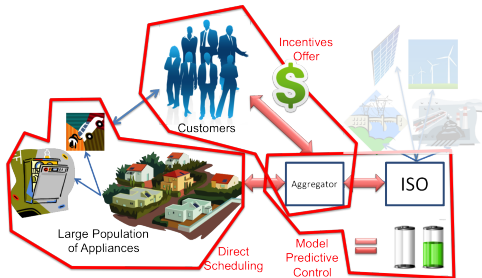 Incentives
Offer
$
Customers
Aggregator
ISO
Large Population
of Appliances
Direct
Scheduling
Model
Predictive
Control
=